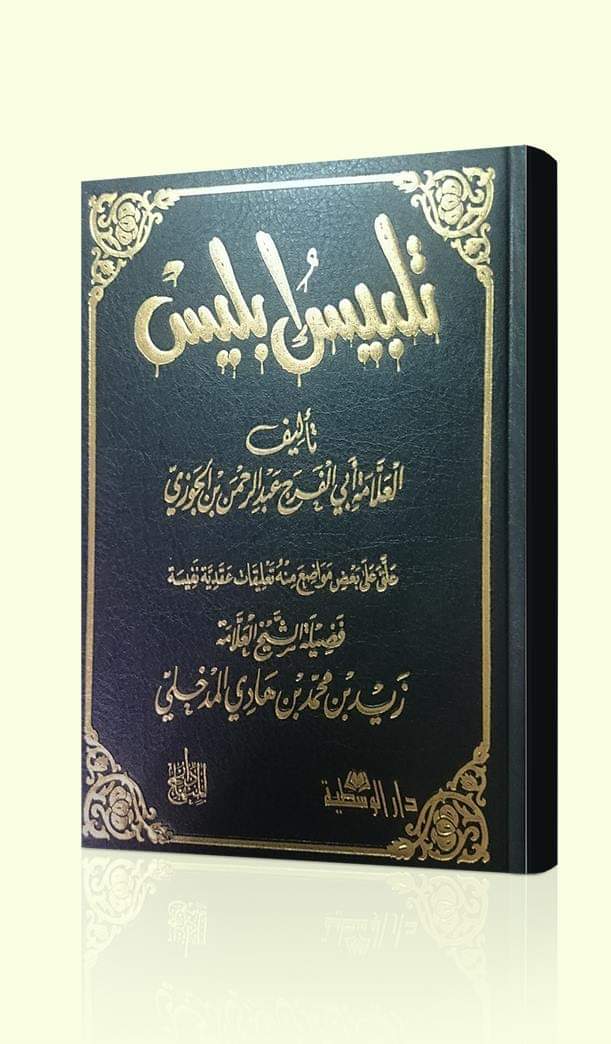 تلبيس إبليس
تأليف
العلامة أبي الفرج عبد الرحمن بن الجوزي
علق على بعض مواضع منه تعليقات عقدية نفيسة
فضيلة الشيخ العلامة
زيد بن محمد بن هادي المدخلي
دار الوسطية